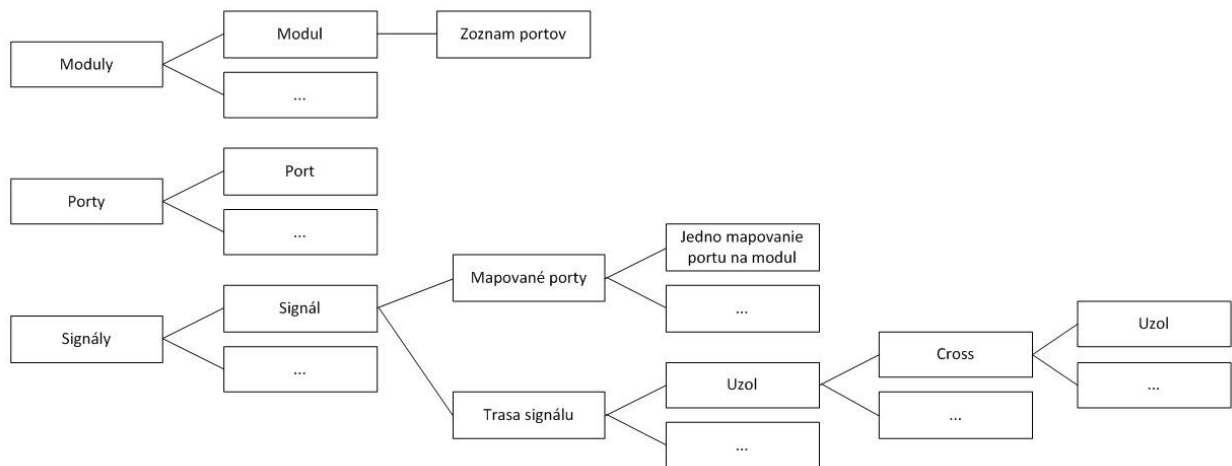 Moduly
Modul
Zoznam portov
...
Porty
Port
...
Signály
Signál
...
Mapované porty
Jedno mapovanie
portu na modul
...
Trasa signálu
Uzol
...
Cross
...
Uzol
...